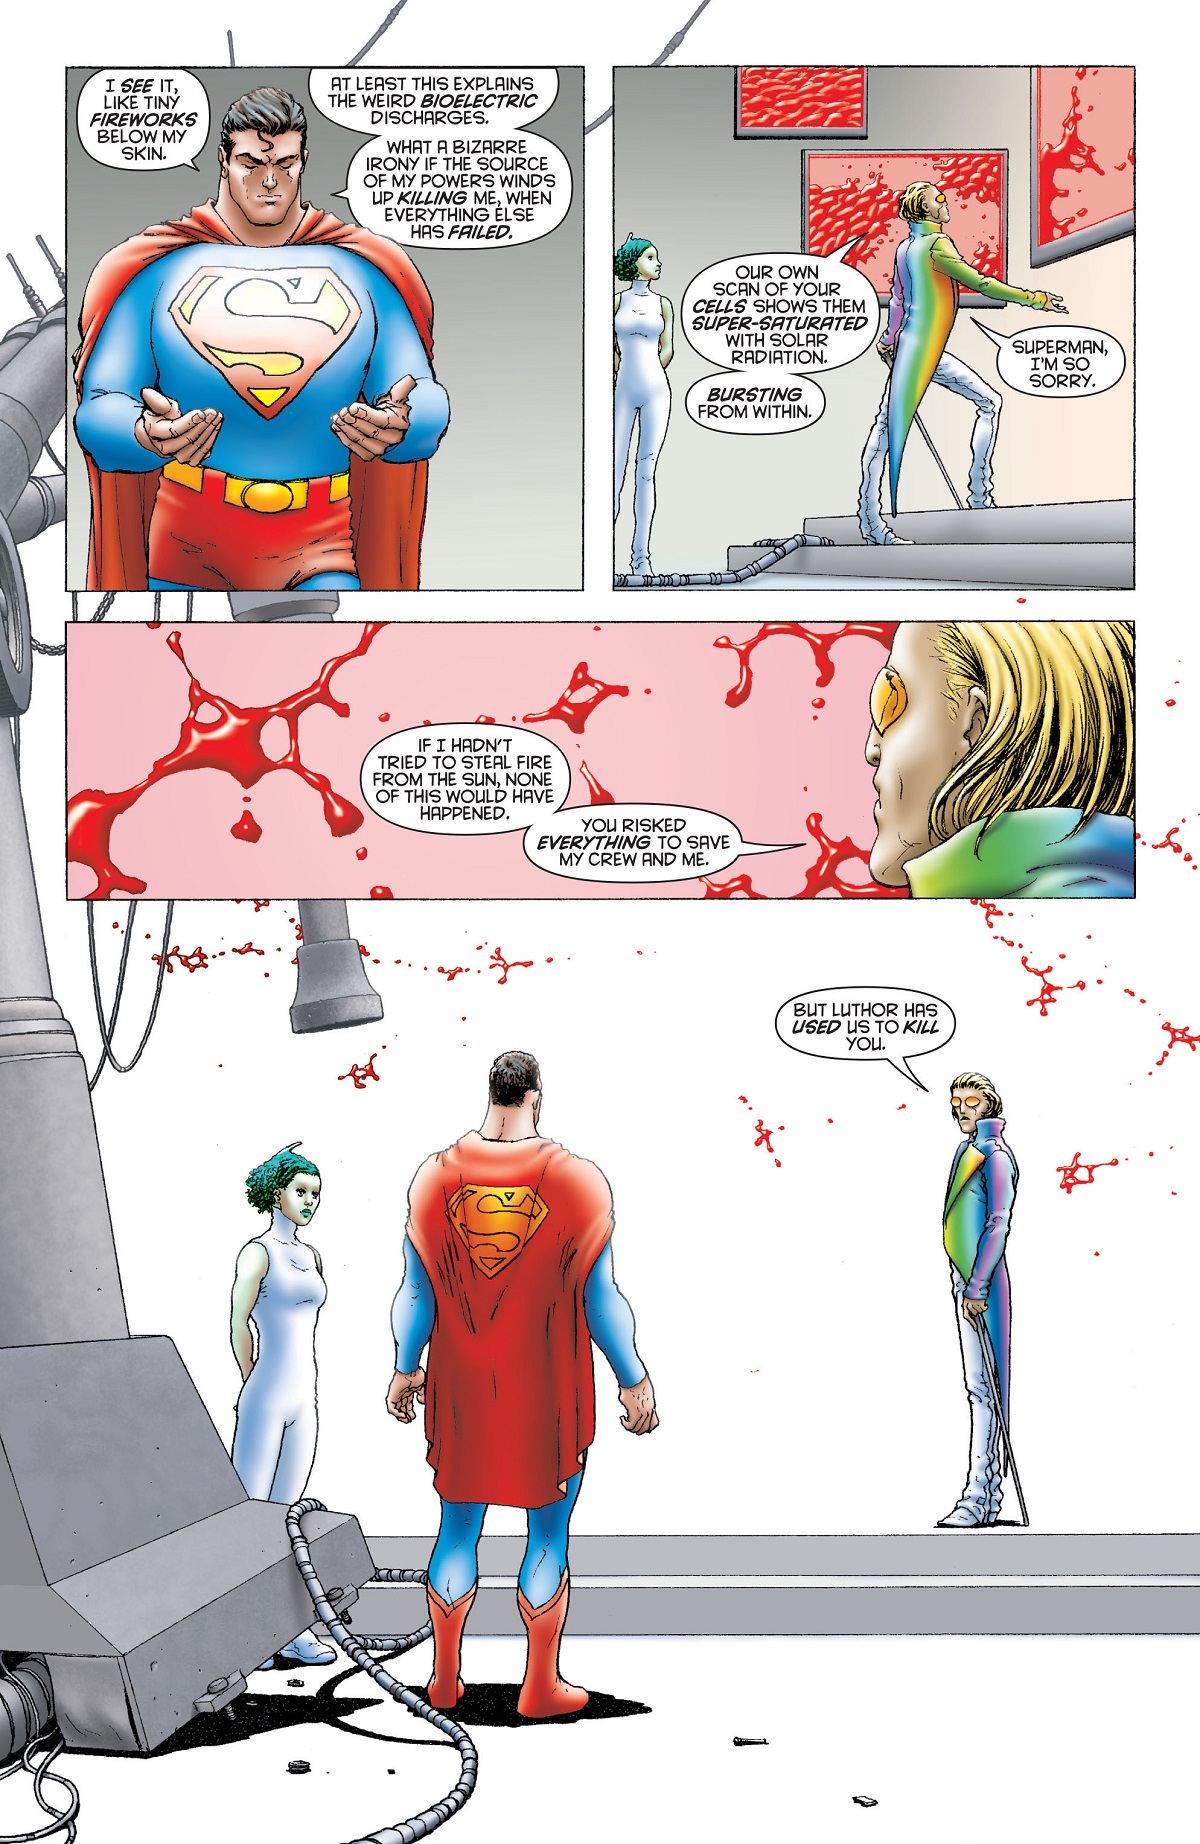 I SEE IT,
LIKE TINY
FIREWORKS
BELOW MY
SKIN.
AT LEAST THIS EXPLAINS
THE WEIRD BIOELECTRIC
DISCHARGES.
WHAT A BIZARRE
IRONY IF THE SOURCE
OF MY POWERS WINDS
UP KILLING ME, WHEN
EVERYTHING ELSE
HAS FAILED.
OUR OWN
SCAN OF YOUR
CELLS SHOWS THEM
SUPER-SATURATED
WITH SOLAR
RADIATION.
BURSTING
FROM WITHIN.
SUPERMAN,
I'M SO
SORRY.
IF I HADN'T
TRIED TO STEAL FIRE
FROM THE SUN, NONE
OF THIS WOULD HAVE
HAPPENED.
YOU RISKED
EVERYTHING TO SAVE
MY CREW AND ME.
BUT LUTHOR HAS
USED US TO KILL
YOU.